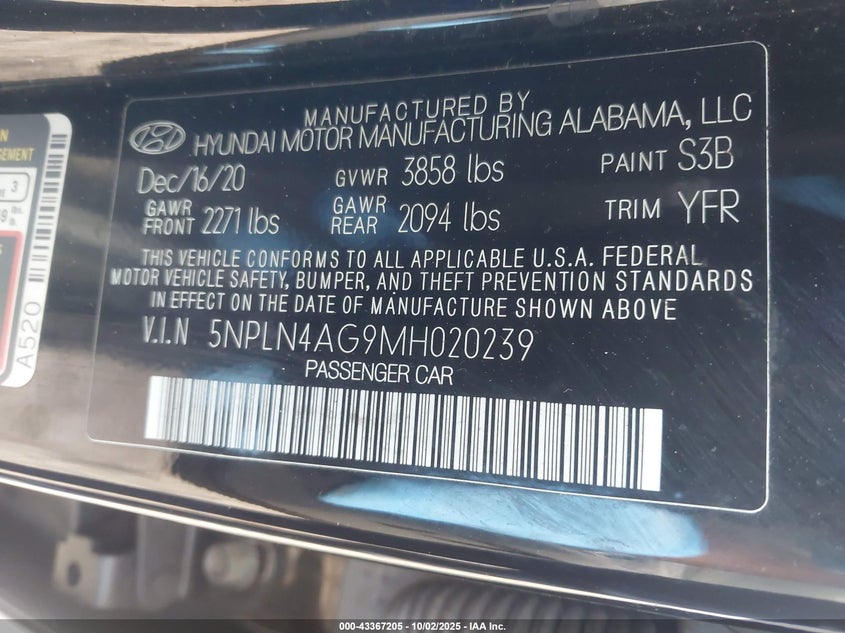 MANUFACTURED BY
HYUNDAI MOTOR MANUFACTURING ALABAMA, LLC
Dec/16/20 GVWR 3858 lbs PAINT S3B
GAWR FRONT 2271 lbs GAWR REAR 2094 lbs TRIM YFR
THIS VEHICLE CONFORMS TO ALL APPLICABLE U.S.A. FEDERAL
MOTOR VEHICLE SAFETY, BUMPER, AND THEFT PREVENTION STANDARDS
IN EFFECT ON THE DATE OF MANUFACTURE SHOWN ABOVE
V.I.N 5NPLN4AG9MH020239
PASSENGER CAR
A520
000-43367205 - 10/02/2025 - IAA Inc.